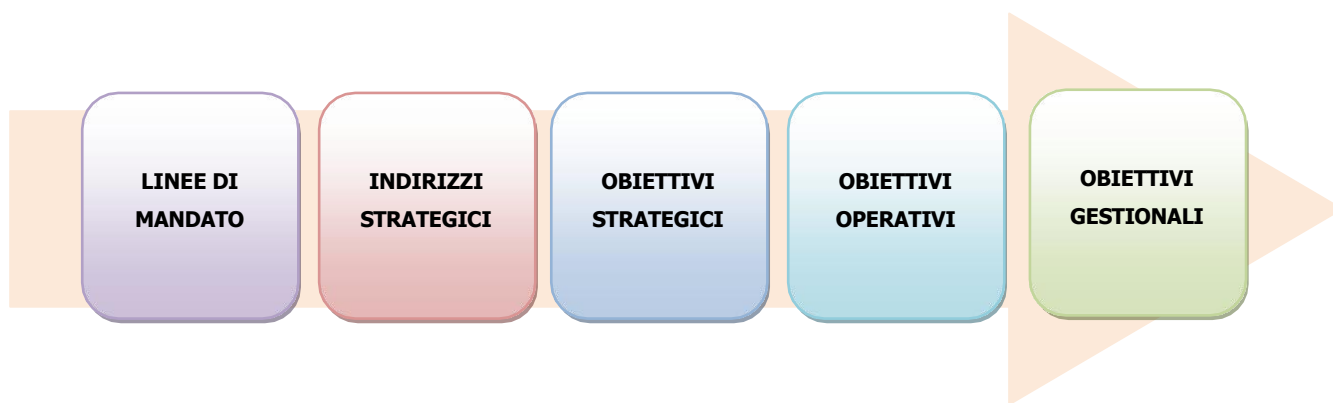 LINEE DI
MANDATO
INDIRIZZI
STRATEGICI
OBIETTIVI
STRATEGICI
OBIETTIVI
OPERATIVI
OBIETTIVI
GESTIONALI